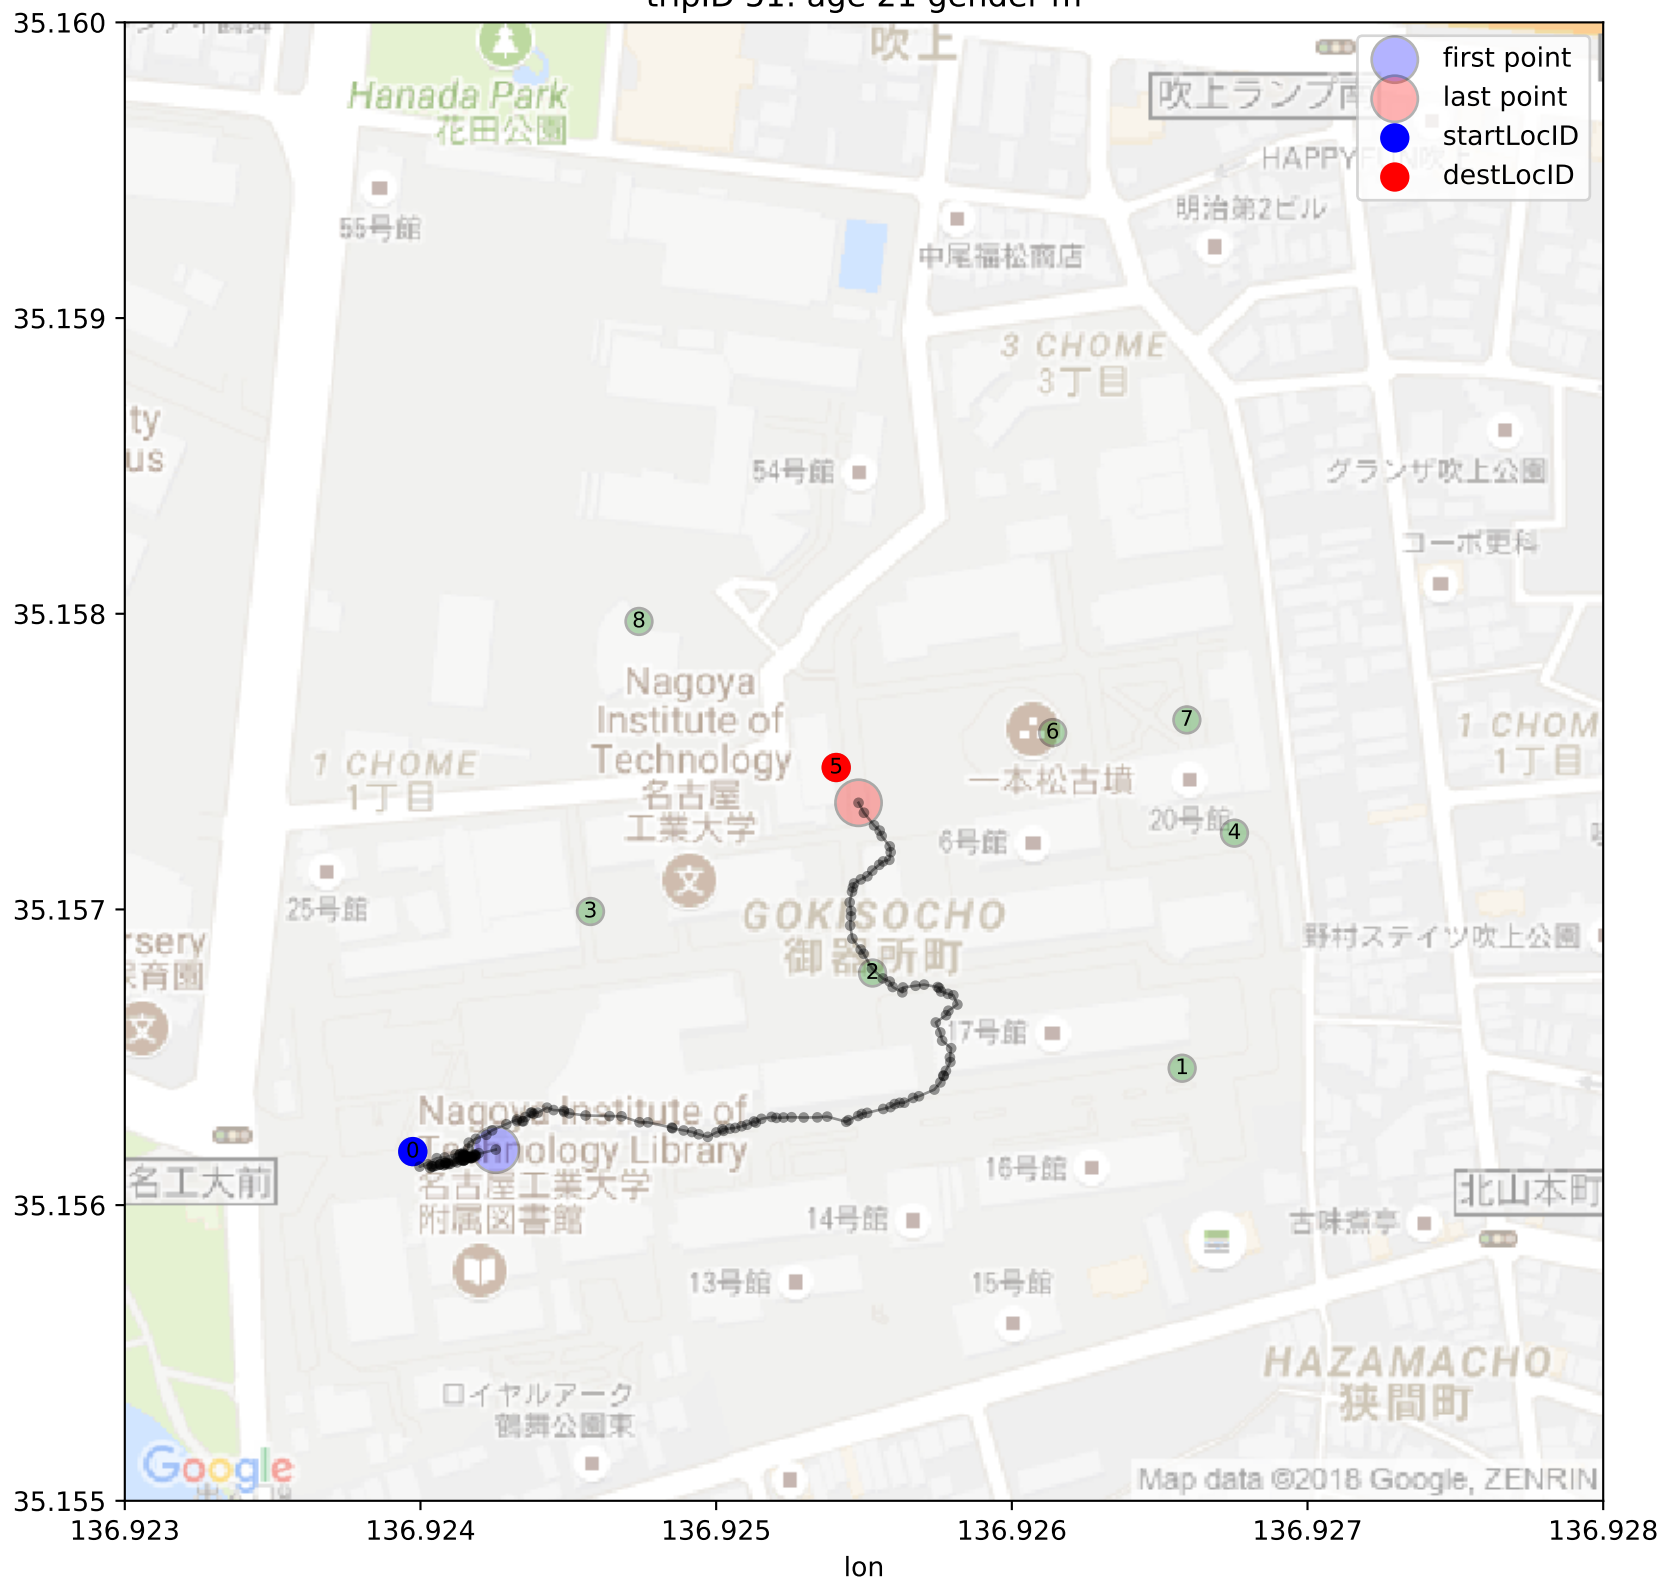 tripID 31: age 21 gender m
35.160
35.159
35.158
35.157
35.156
35.155
136.923
136.924
136.925
136.926
136.927
136.928
lon
first point
last point
startLocID
destLocID
Hanada Park
花田公園
吹上
吹上ランプ南
明治第2ビル
55号館
中尾福松商店
3 CHOME
3丁目
ty
us
54号館
グランザ吹上公園
コーポ更科
8
Nagoya
Institute of
Technology
名古屋
工業大学
1 CHOME
1丁目
5
6
7
一本松古墳
1 CHOM
1丁目
20号館
4
6号館
25号館
3
GOKISOCHO
御器所町
2
野村ステイツ吹上公園
rsery
保育園
17号館
1
Nagoya Institute of
Technology Library
名古屋工業大学
附属図書館
0
名工大前
16号館
北山本町
古味煮亭
14号館
13号館
15号館
HAZAMACHO
狭間町
ロイヤルアーク
鶴舞公園東
Google
Map data ©2018 Google, ZENRIN